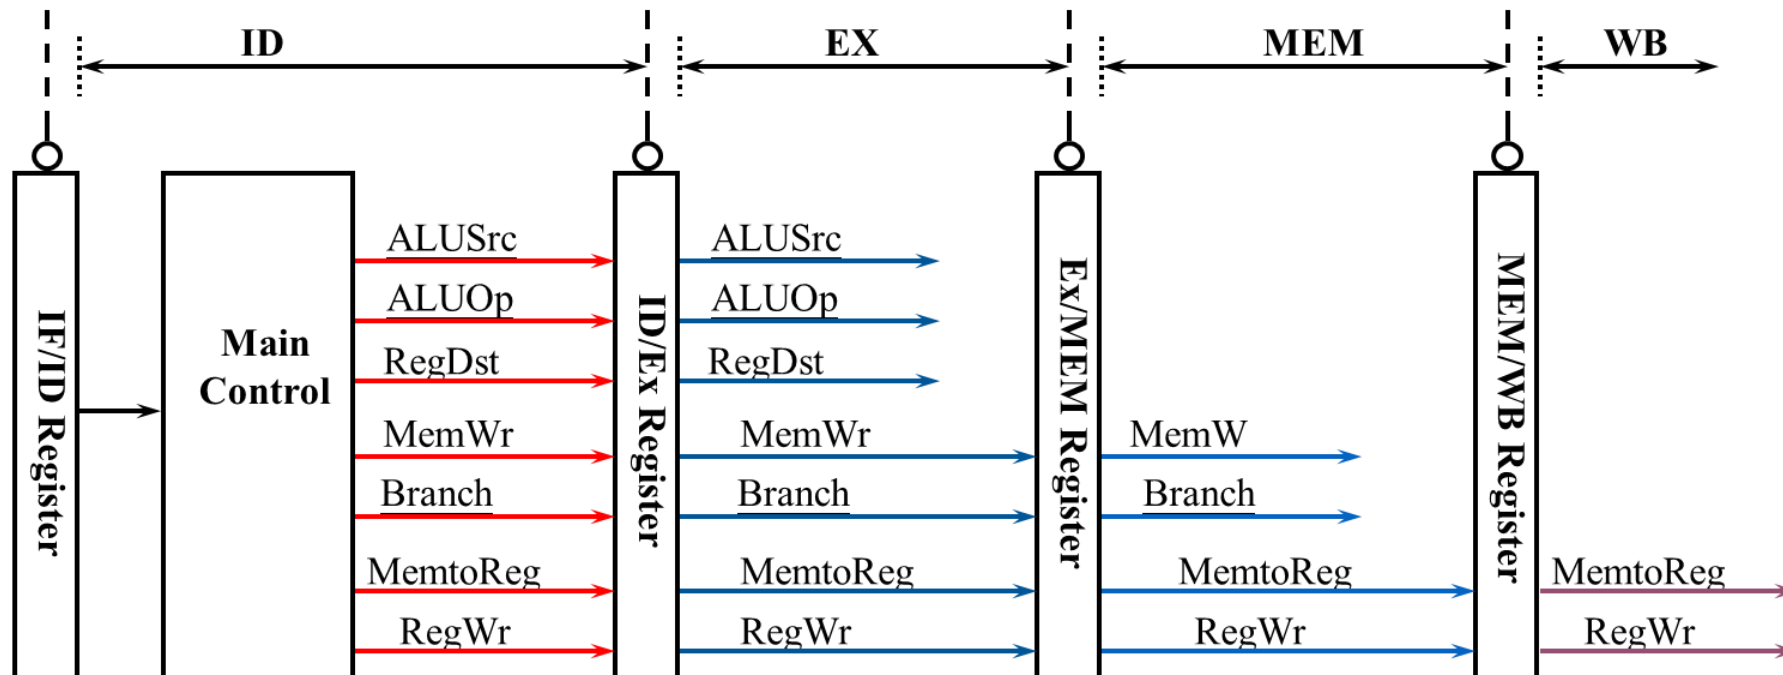 ID
EX
MEM
WB
IF/ID Register
Main
Control
ALUSrc
ALUOp
RegDst
MemWr
Branch
MemtoReg
RegWr
ID/Ex Register
ALUSrc
ALUOp
RegDst
MemWr
Branch
MemtoReg
RegWr
Ex/MEM Register
MemW
Branch
MemtoReg
RegWr
MEM/WB Register
MemtoReg
RegWr